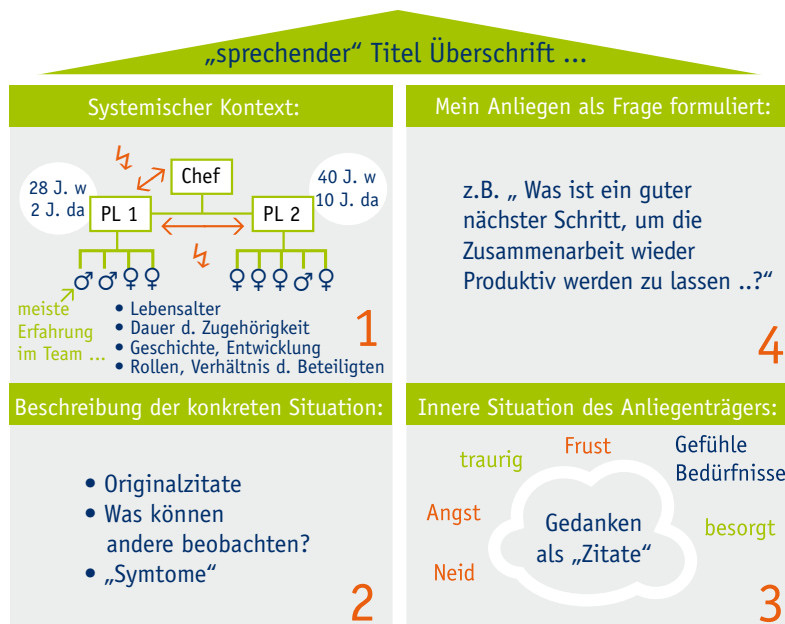 „sprechender“ Titel Überschrift ...
Systemischer Kontext:
28 J. w
2 J. da
Chef
40 J. w
10 J. da
PL 1
PL 2
meiste
Erfahrung
im Team ...
• Lebensalter
• Dauer d. Zugehörigkeit
• Geschichte, Entwicklung
• Rollen, Verhältnis d. Beteiligten
1
Beschreibung der konkreten Situation:
• Originalzitate
• Was können
andere beobachten?
• „Symtome“
2
Innere Situation des Anliegenträgers:
traurig
Frust
Gefühle
Bedürfnisse
Angst
Gedanken
als „Zitate“
besorgt
Neid
3
Mein Anliegen als Frage formuliert:
z.B. „ Was ist ein guter
nächster Schritt, um die
Zusammenarbeit wieder
Produktiv werden zu lassen ..?“
4